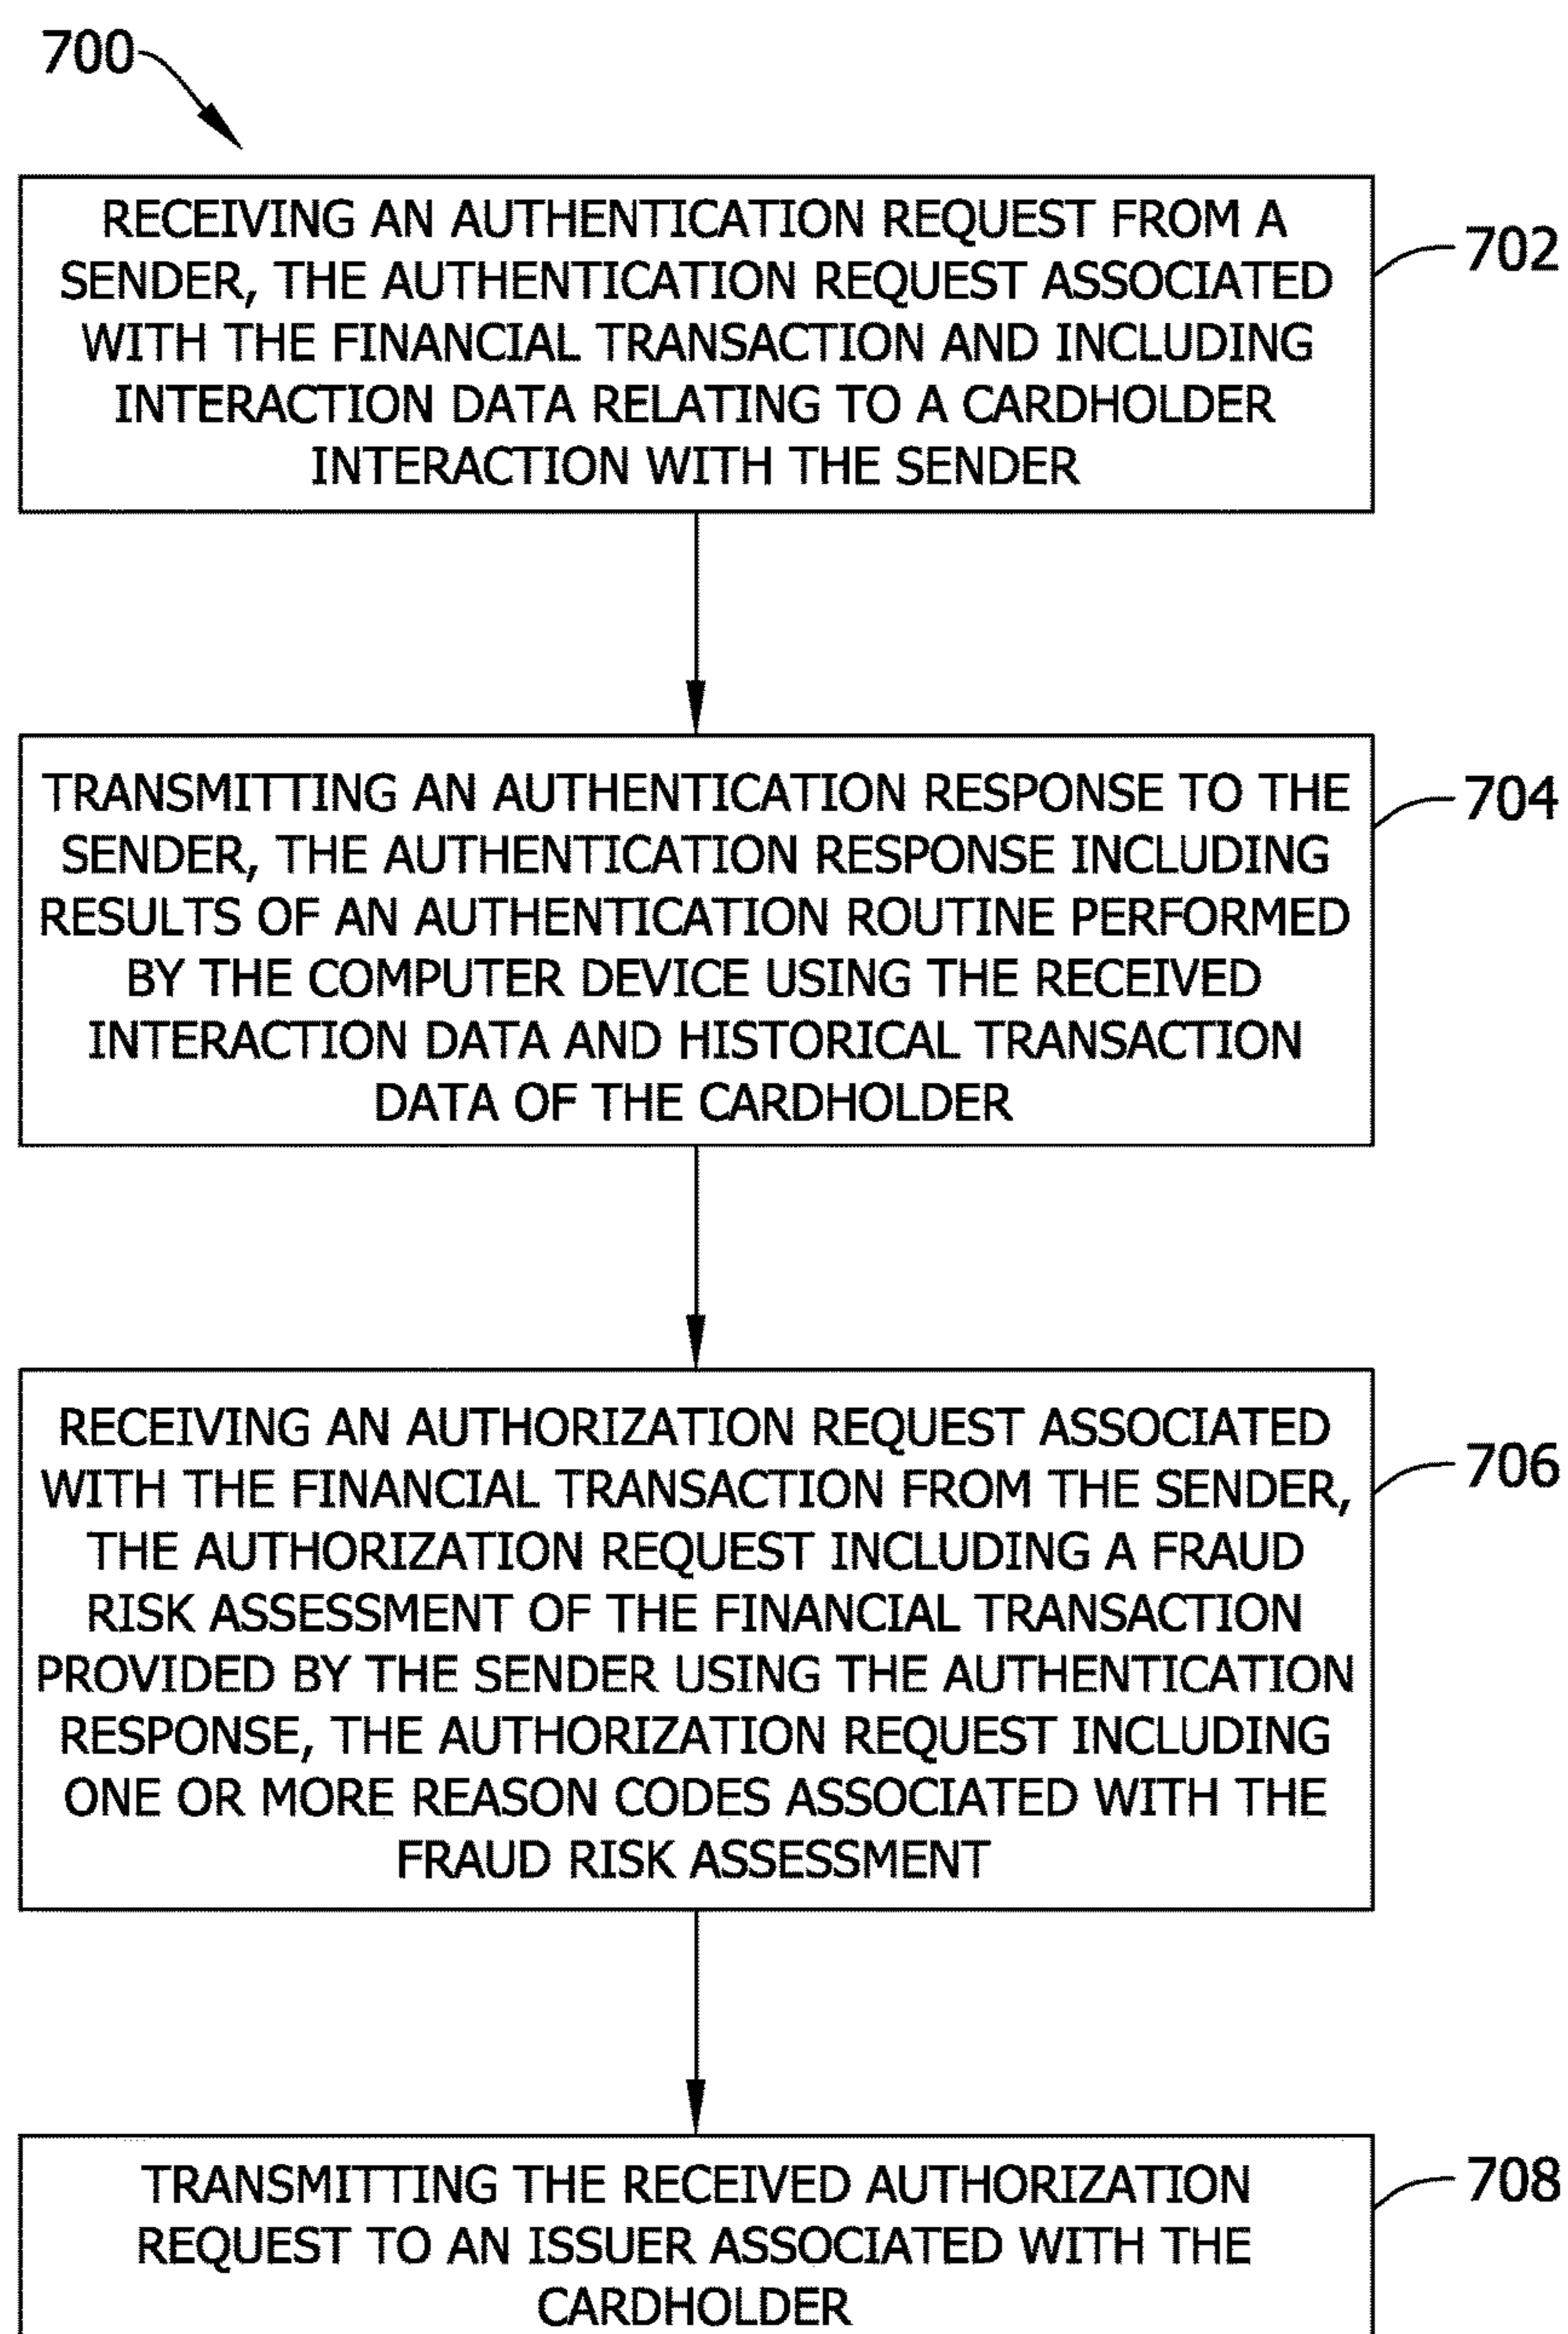 700
RECEIVING AN AUTHENTICATION REQUEST FROM A
SENDER, THE AUTHENTICATION REQUEST ASSOCIATED
WITH THE FINANCIAL TRANSACTION AND INCLUDING
INTERACTION DATA RELATING TO A CARDHOLDER
INTERACTION WITH THE SENDER
702
TRANSMITTING AN AUTHENTICATION RESPONSE TO THE
SENDER, THE AUTHENTICATION RESPONSE INCLUDING
RESULTS OF AN AUTHENTICATION ROUTINE PERFORMED
BY THE COMPUTER DEVICE USING THE RECEIVED
INTERACTION DATA AND HISTORICAL TRANSACTION
DATA OF THE CARDHOLDER
704
RECEIVING AN AUTHORIZATION REQUEST ASSOCIATED
WITH THE FINANCIAL TRANSACTION FROM THE SENDER,
THE AUTHORIZATION REQUEST INCLUDING A FRAUD
RISK ASSESSMENT OF THE FINANCIAL TRANSACTION
PROVIDED BY THE SENDER USING THE AUTHENTICATION
RESPONSE, THE AUTHORIZATION REQUEST INCLUDING
ONE OR MORE REASON CODES ASSOCIATED WITH THE
FRAUD RISK ASSESSMENT
706
TRANSMITTING THE RECEIVED AUTHORIZATION
REQUEST TO AN ISSUER ASSOCIATED WITH THE
CARDHOLDER
708